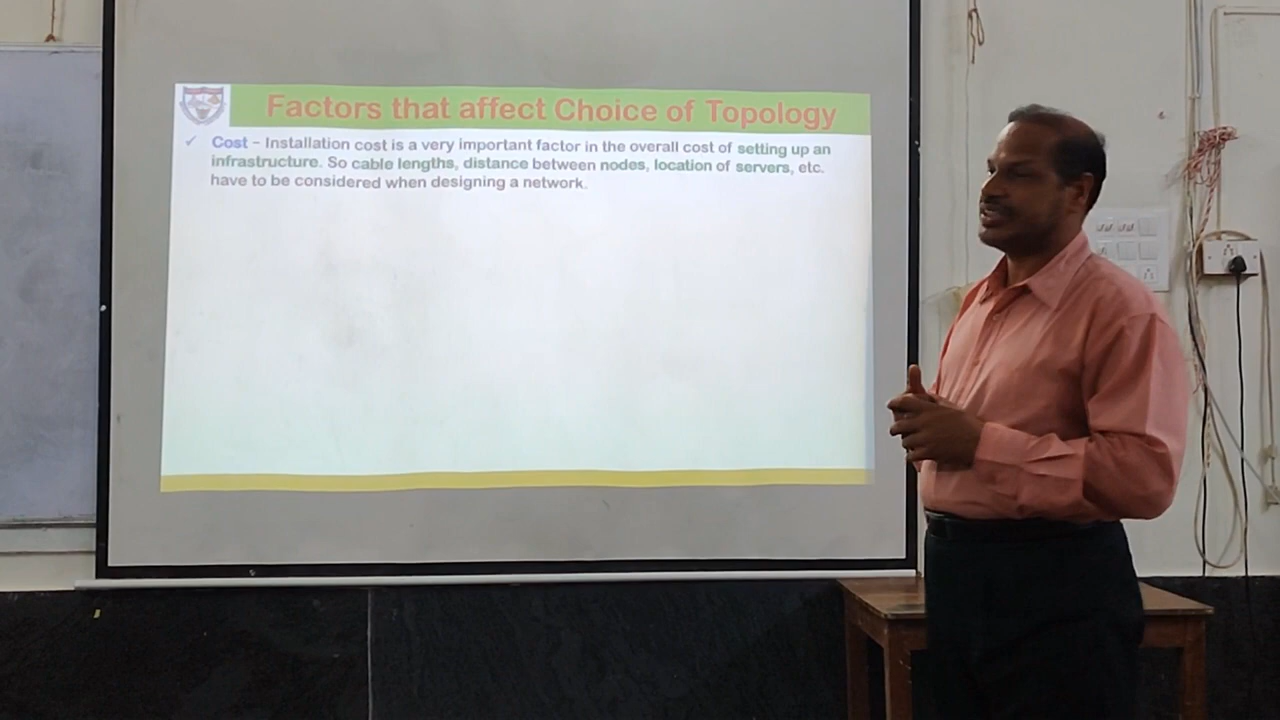 Factors that affect Choice of Topology
✓ Cost – Installation cost is a very important factor in the overall cost of setting up an
infrastructure. So cable lengths, distance between nodes, location of servers, etc.
have to be considered when designing a network.